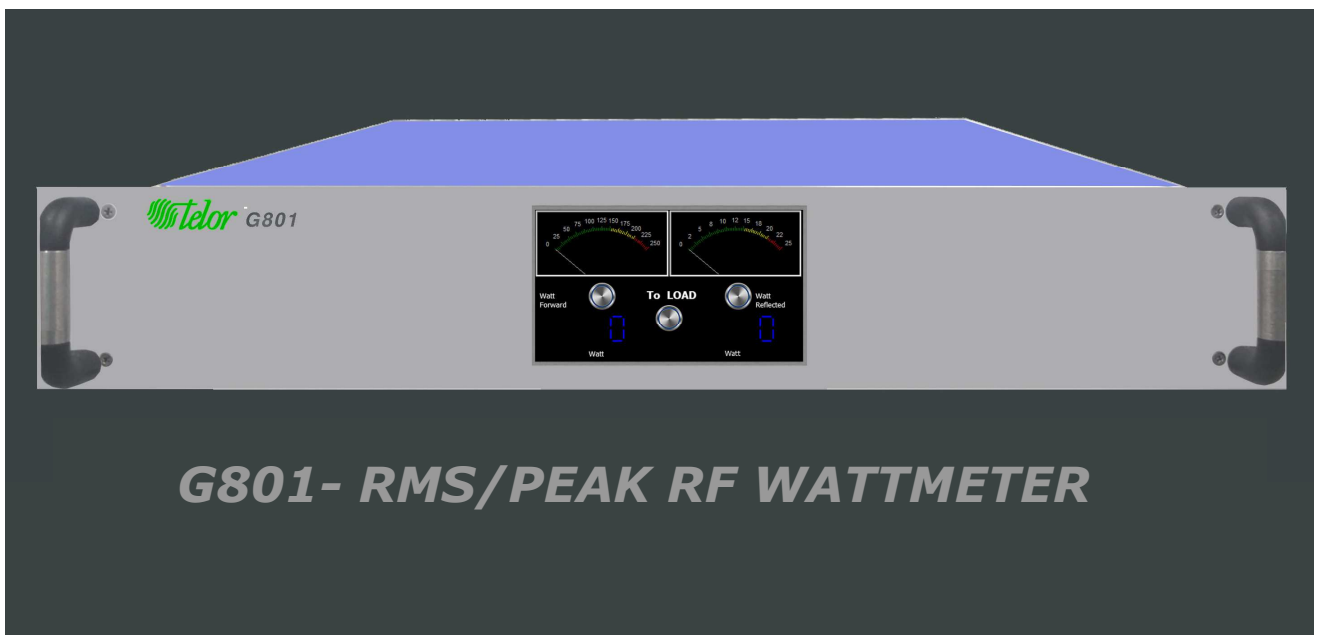 Telor G801
0 25 50 75 100 125 150 175 200 225 250
0 2 5 8 10 12 15 18 20 22 25
Watt
Forward
To LOAD
Watt
Reflected
0
0
Watt
Watt
G801- RMS/PEAK RF WATTMETER